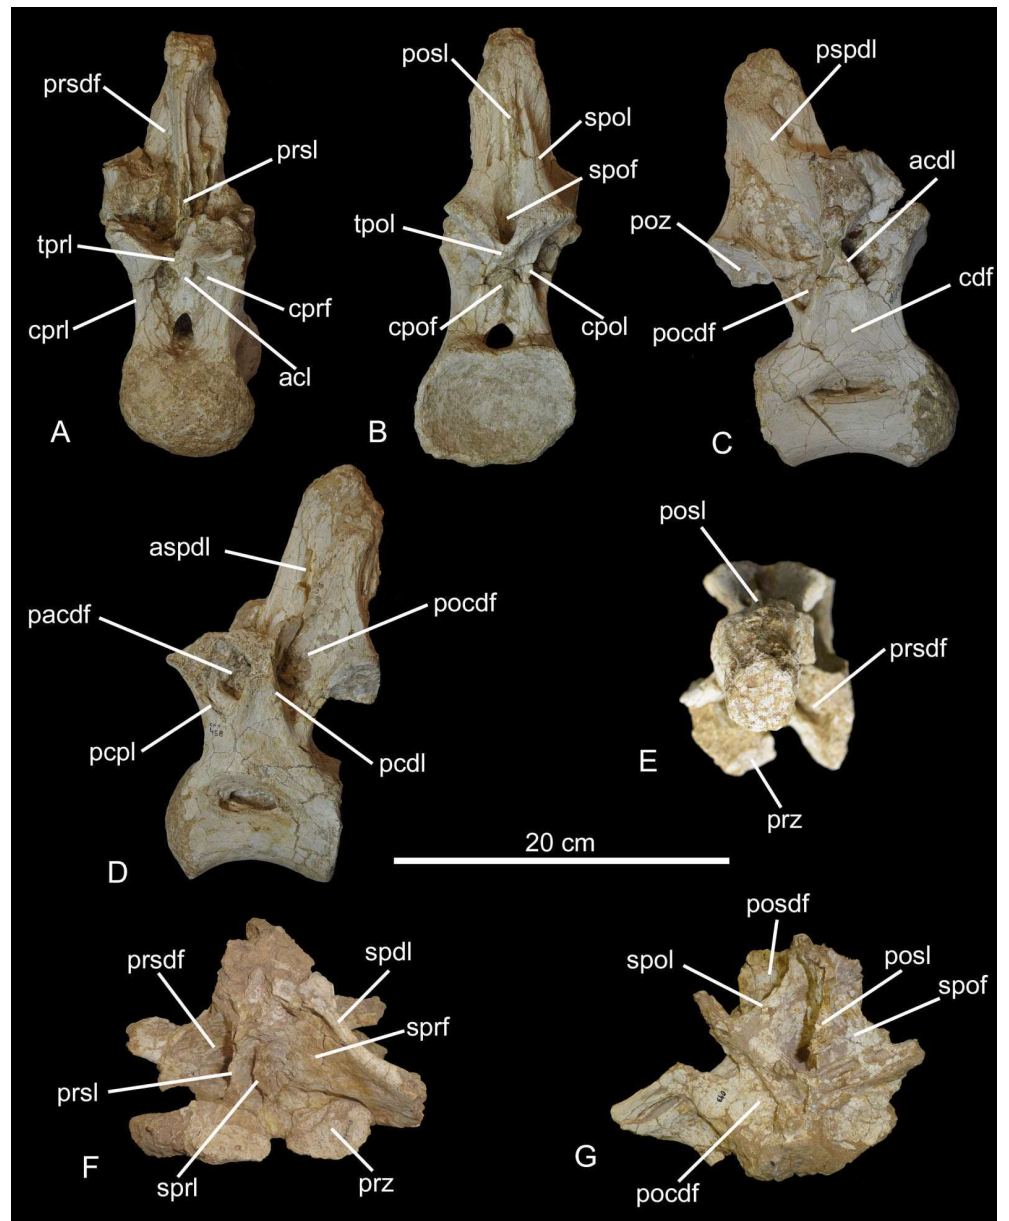 prsdf
prsl
tprl
cprf
cprl
acl
A
posl
spol
spof
tpol
cpof
cpol
B
pspdl
acdl
poz
cdf
pocdf
C
aspdl
pocdf
pacdf
pcpl
pcdl
D
posl
prsdf
E
prz
20 cm
prsdf
spdl
sprf
prsl
F
sprl
prz
posdf
spol
posl
spof
G
pocdf
640